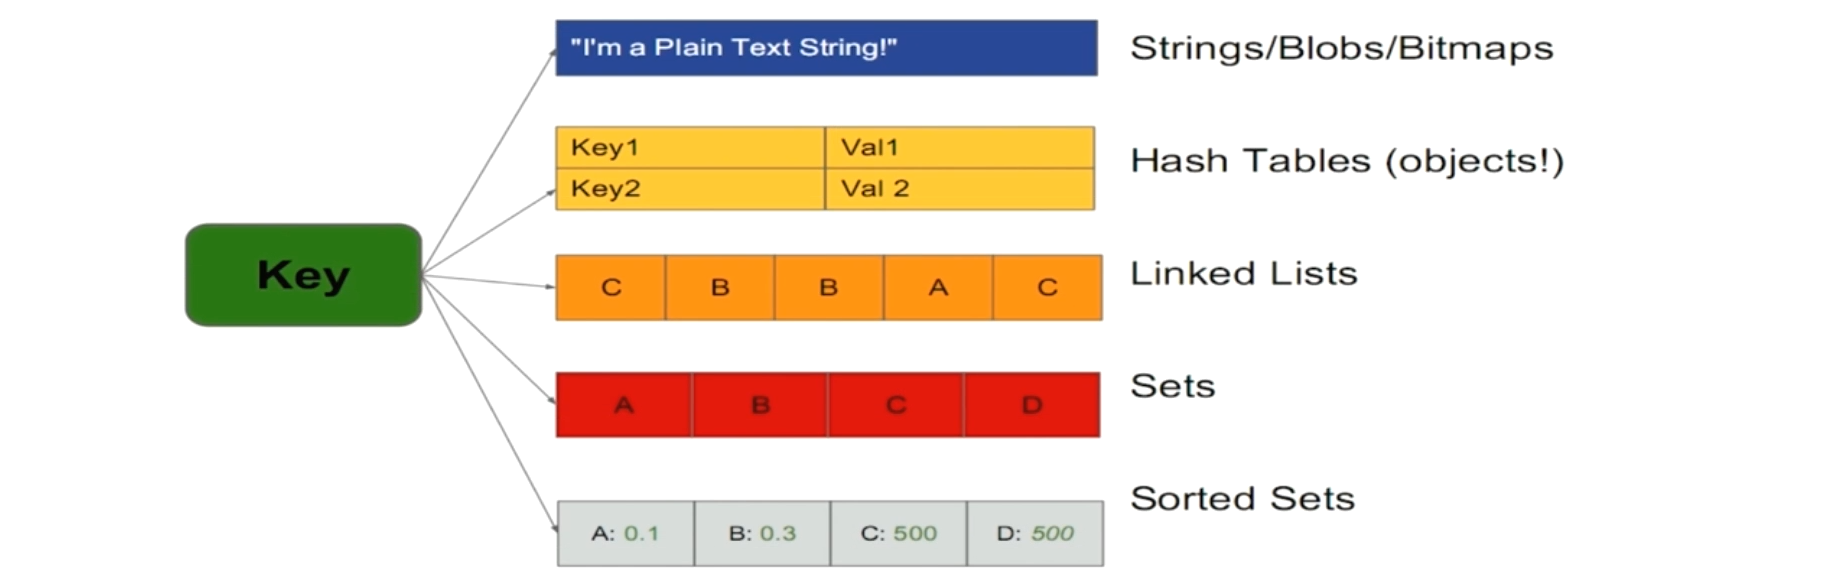 "I'm a Plain Text String!"
Strings/Blobs/Bitmaps
Key1 Val1
Key2 Val 2
Hash Tables (objects!)
Key
C B B A C
Linked Lists
A B C D
Sets
A: 0.1 B: 0.3 C: 500 D: 500
Sorted Sets